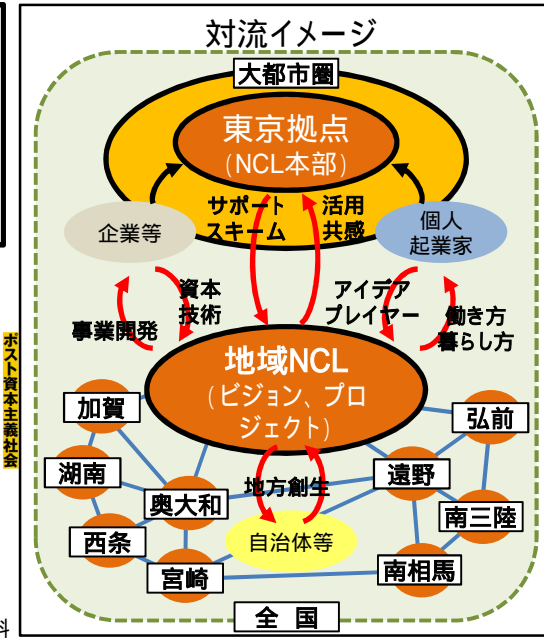 対流イメージ
大都市圏
東京拠点
(NCL本部)
サポート
スキーム
活用
共感
企業等
個人
起業家
資本
技術
アイデア
プレイヤー
事業開発
働き方
暮らし方
ポスト資本主義社会
地域NCL
(ビジョン、プロ
ジェクト)
加賀
弘前
湖南
遠野
地方創生
奥大和
南三陸
西条
自治体等
宮崎
南相馬
全国
料